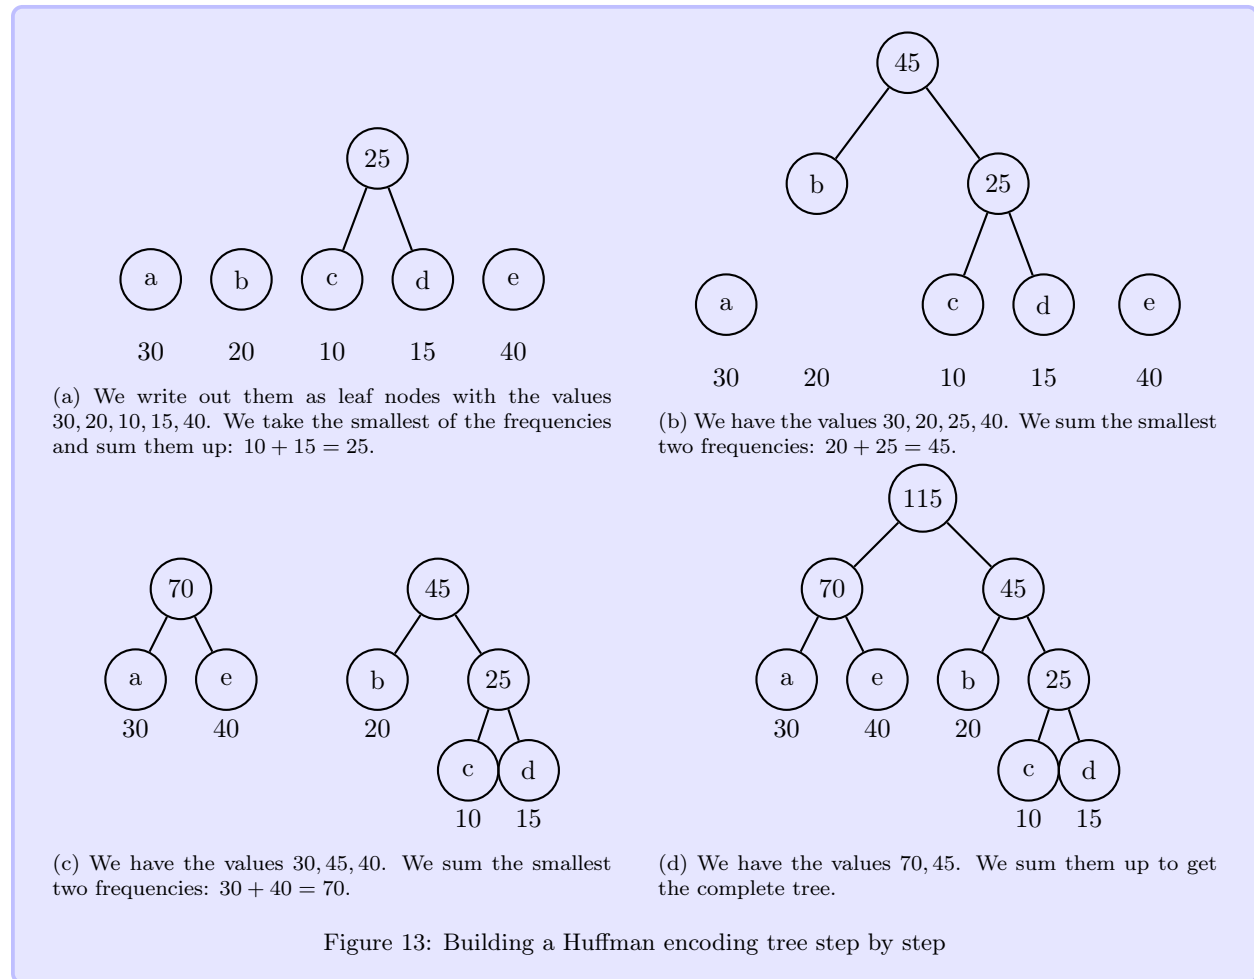 25
a b c d e
30 20 10 15 40
(a) We write out them as leaf nodes with the values
30, 20, 10, 15, 40. We take the smallest of the frequencies
and sum them up: 10 + 15 = 25.
45
b 25
a c d e
30 20 10 15 40
(b) We have the values 30, 20, 25, 40. We sum the smallest
two frequencies: 20 + 25 = 45.
70 45
a e b 25
30 40 20
c d
10 15
(c) We have the values 30, 45, 40. We sum the smallest
two frequencies: 30 + 40 = 70.
115
70 45
a e b 25
30 40 20
c d
10 15
(d) We have the values 70, 45. We sum them up to get
the complete tree.
Figure 13: Building a Huffman encoding tree step by step